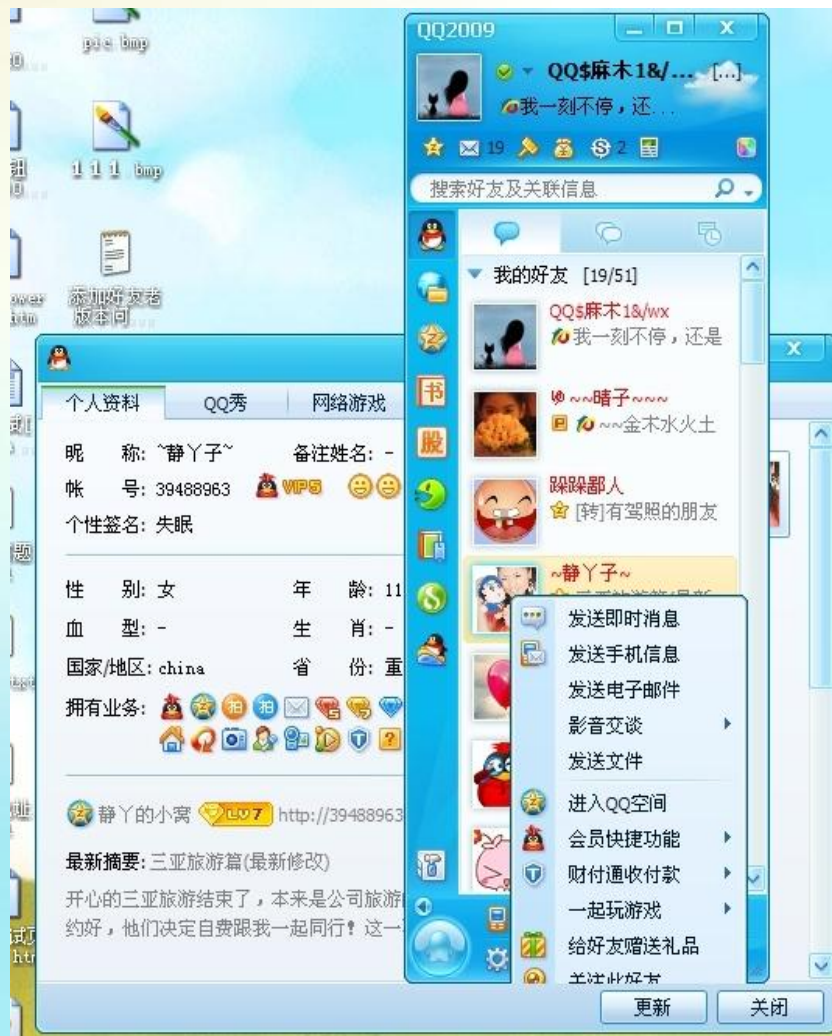 pic.bmp
111.bmp
添加好友老
版本问...
QQ2009
QQ$麻木1&/... [...]
我一刻不停，还...
19
2
搜索好友及关联信息
我的好友 [19/51]
QQ$麻木1&/wx
我一刻不停，还是
ゆ~~晴子~~~
~~金木水火土
跺跺鄙人
[转]有驾照的朋友
~静丫子~
发送即时消息
发送手机信息
发送电子邮件
影音交谈
发送文件
进入QQ空间
会员快捷功能
财付通收付款
一起玩游戏
给好友赠送礼品
关注此好友
个人资料 QQ秀 网络游戏
昵 称: ~静丫子~ 备注姓名: -
帐 号: 39488963 VIP5
个性签名: 失眠
性 别: 女 年 龄: 11
血 型: - 生 肖: -
国家/地区: china 省 份: 重
拥有业务:
静丫的小窝 LV7 http://39488963
最新摘要: 三亚旅游篇(最新修改)
开心的三亚旅游结束了，本来是公司旅游
约好，他们决定自费跟我一起同行！这一
更新 关闭